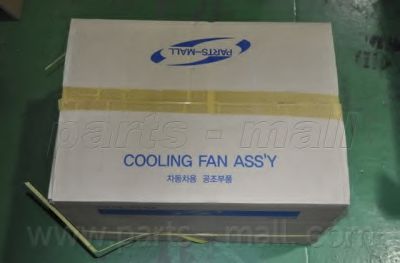 PARTS-MALL
parts - mall
COOLING FAN ASS'Y
자동차용 공조부품
www.parts-mall.com